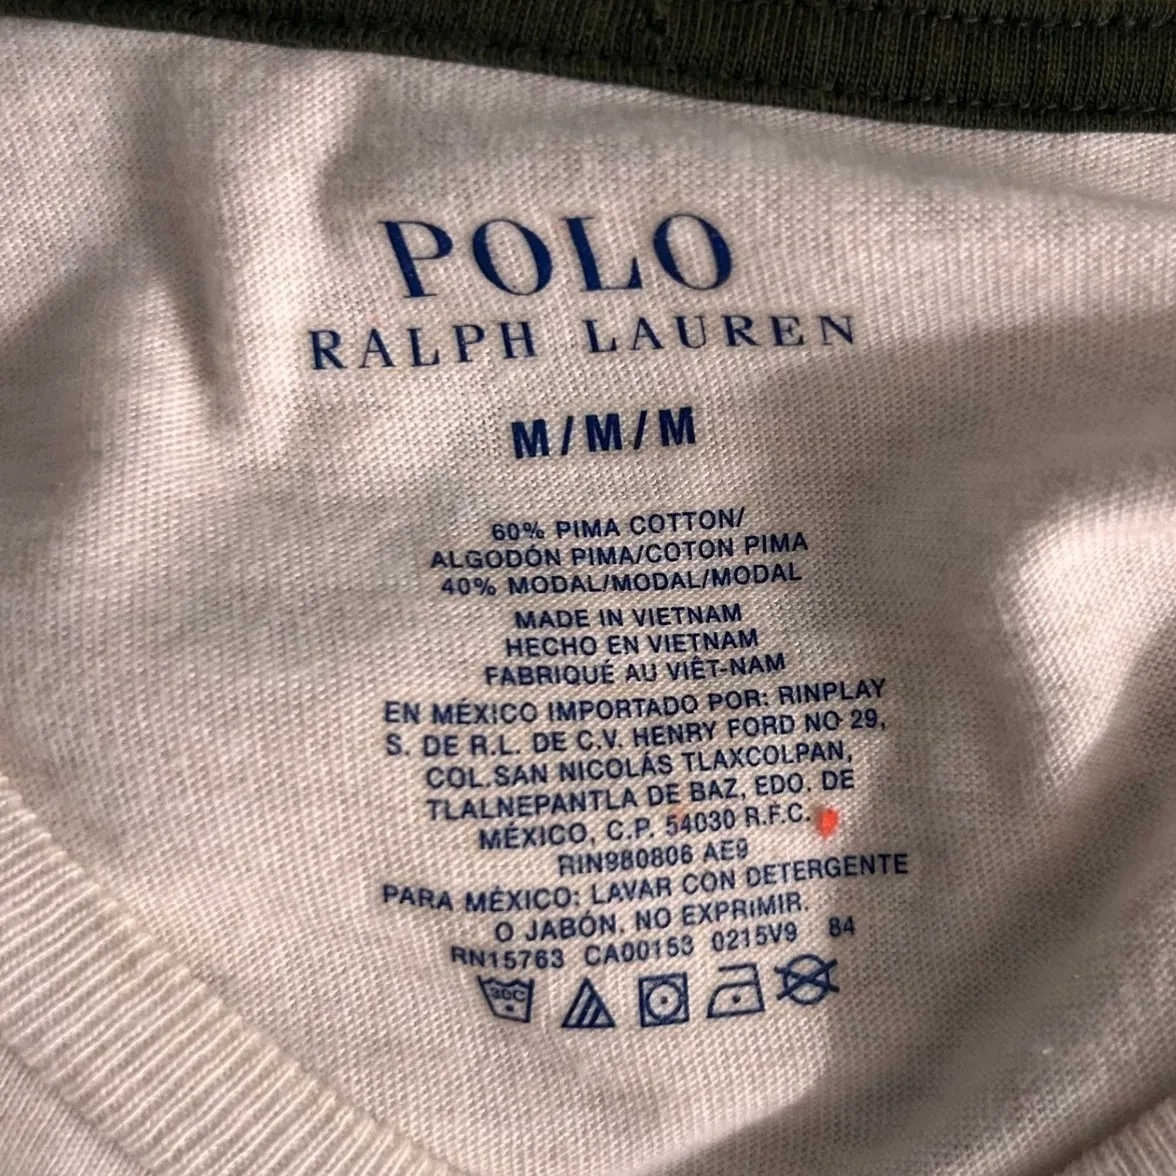 POLO
RALPH LAUREN
M/M/M
60% PIMA COTTON/
ALGODÓN PIMA/COTON PIMA
40% MODAL/MODAL/MODAL
MADE IN VIETNAM
HECHO EN VIETNAM
FABRIQUÉ AU VIÊT-NAM
EN MÉXICO IMPORTADO POR: RINPLAY
S. DE R.L. DE C.V. HENRY FORD NO 29,
COL.SAN NICOLÁS TLAXCOLPAN,
TLALNEPANTLA DE BAZ, EDO. DE
MÉXICO, C.P. 54030 R.F.C.
RIN980806 AE9
PARA MÉXICO: LAVAR CON DETERGENTE
O JABÓN. NO EXPRIMIR.
RN15763 CA00153 0215V9 84
30C